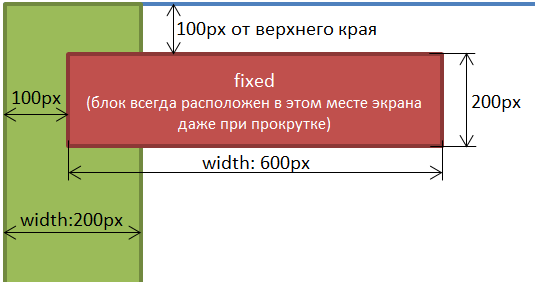 100px от верхнего края
fixed
(блок всегда расположен в этом месте экрана
даже при прокрутке)
100px
200px
width: 600px
width:200px